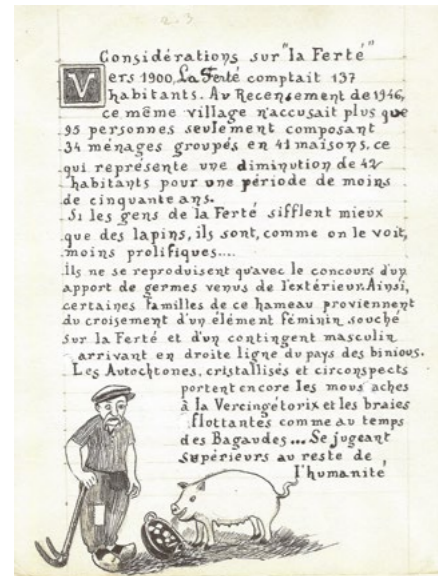 2.3
Considérations sur "la Ferté"
Vers 1900, La Ferté comptait 137
habitants. Au Recensement de 1946,
ce même village n'accusait plus que
95 personnes seulement composant
34 ménages groupés en 41 maisons, ce
qui représente une diminution de 42
habitants pour une période de moins
de cinquante ans.
Si les gens de la Ferté sifflent mieux
que des lapins, ils sont, comme on le voit,
moins prolifiques....
ils ne se reproduisent qu'avec le concours d'un
apport de germes venus de l'extérieur. Ainsi,
certaines familles de ce hameau proviennent
du croisement d'un élément féminin souché
sur la Ferté et d'un contingent masculin
arrivant en droite ligne du pays des binious.
Les Autochtones, cristallisés et circonspects
portent encore les mous aches
à la Vercingétorix et les braies
flottantes comme au temps
des Bagaudes... Se jugeant
Supérieurs au reste de
l'humanité